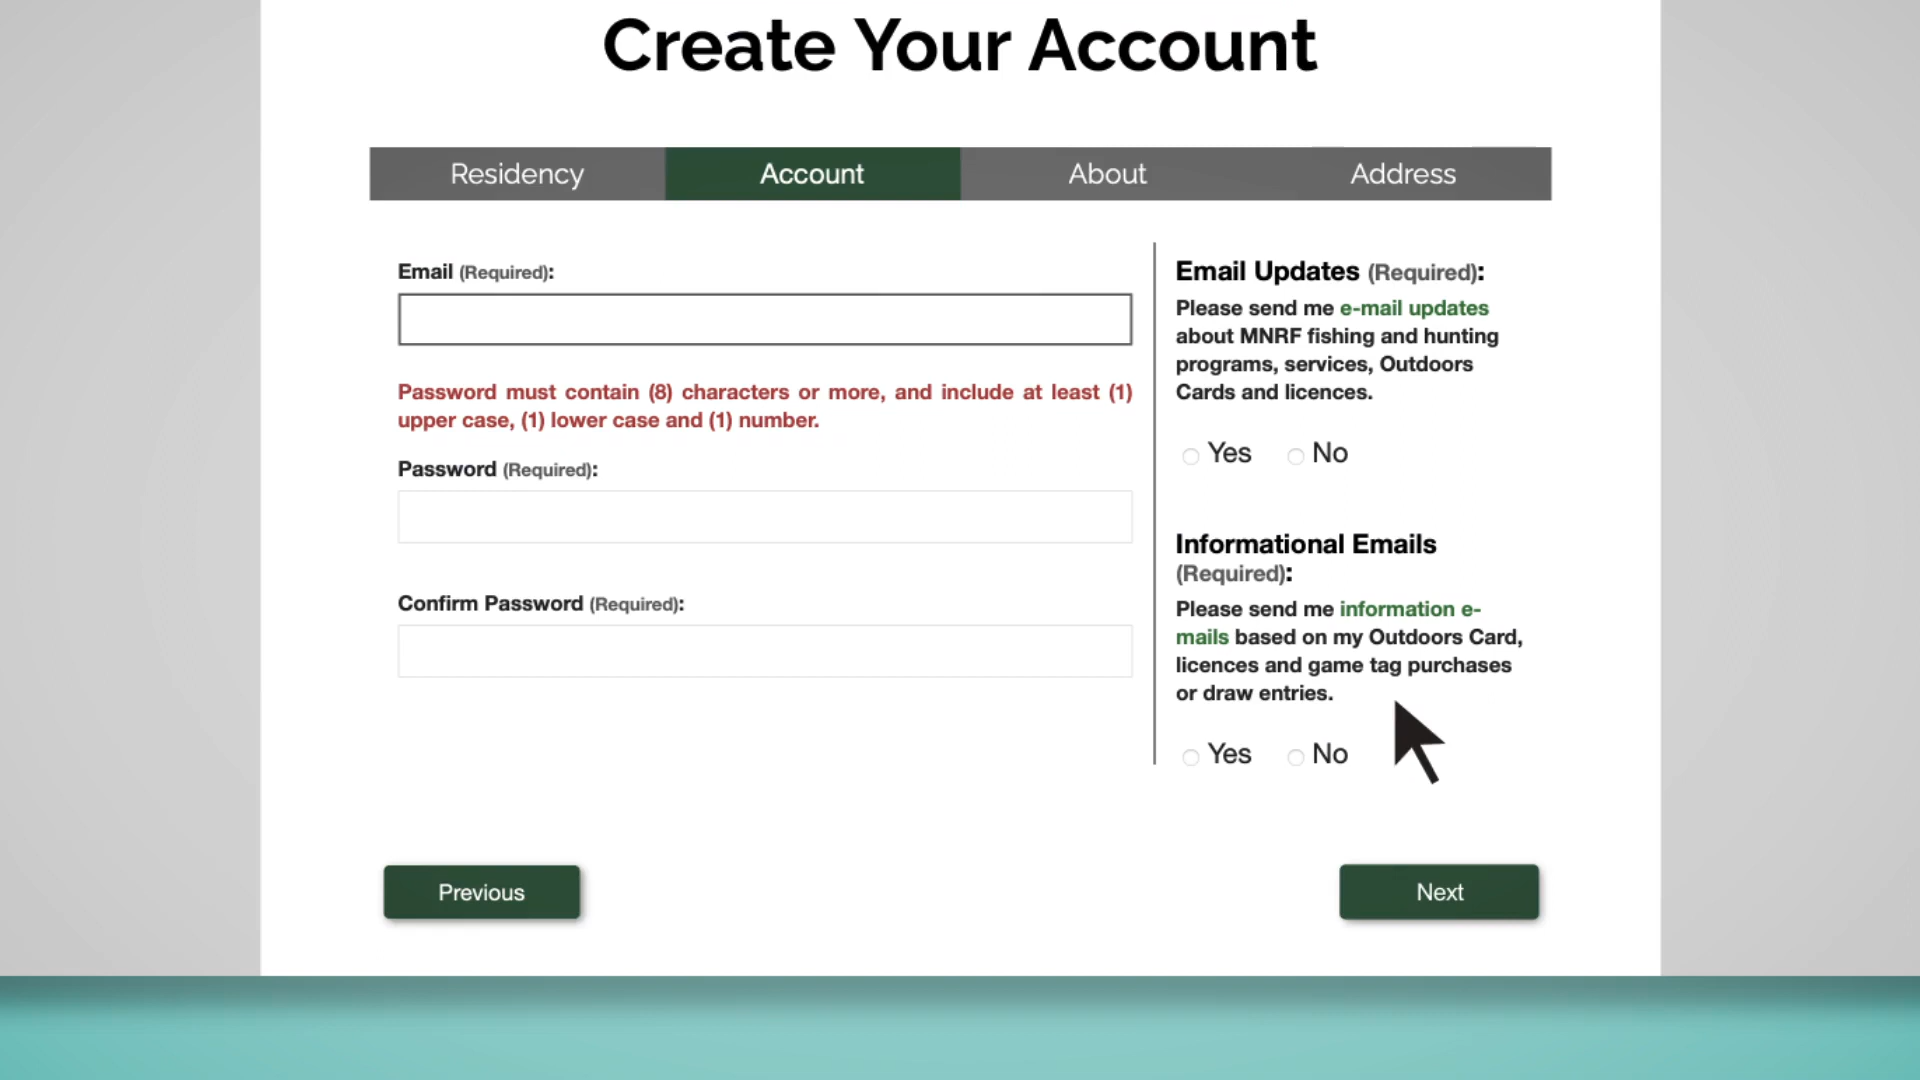 Create Your Account
Residency
Account
About
Address
Email (Required):
Password must contain (8) characters or more, and include at least (1)
upper case, (1) lower case and (1) number.
Password (Required):
Confirm Password (Required):
Email Updates (Required):
Please send me e-mail updates
about MNRF fishing and hunting
programs, services, Outdoors
Cards and licences.
Yes
No
Informational Emails
(Required):
Please send me information e-
mails based on my Outdoors Card,
licences and game tag purchases
or draw entries.
Yes
No
Previous
Next